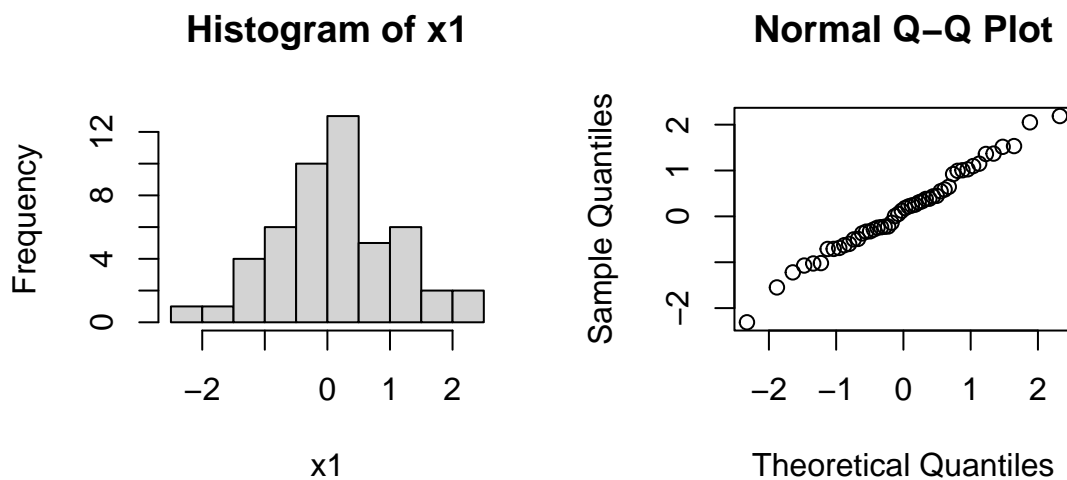 Histogram of x1
Frequency
0 4 8 12
−2 0 1 2
x1
Normal Q−Q Plot
Sample Quantiles
−2 0 1 2
−2 −1 0 1 2
Theoretical Quantiles